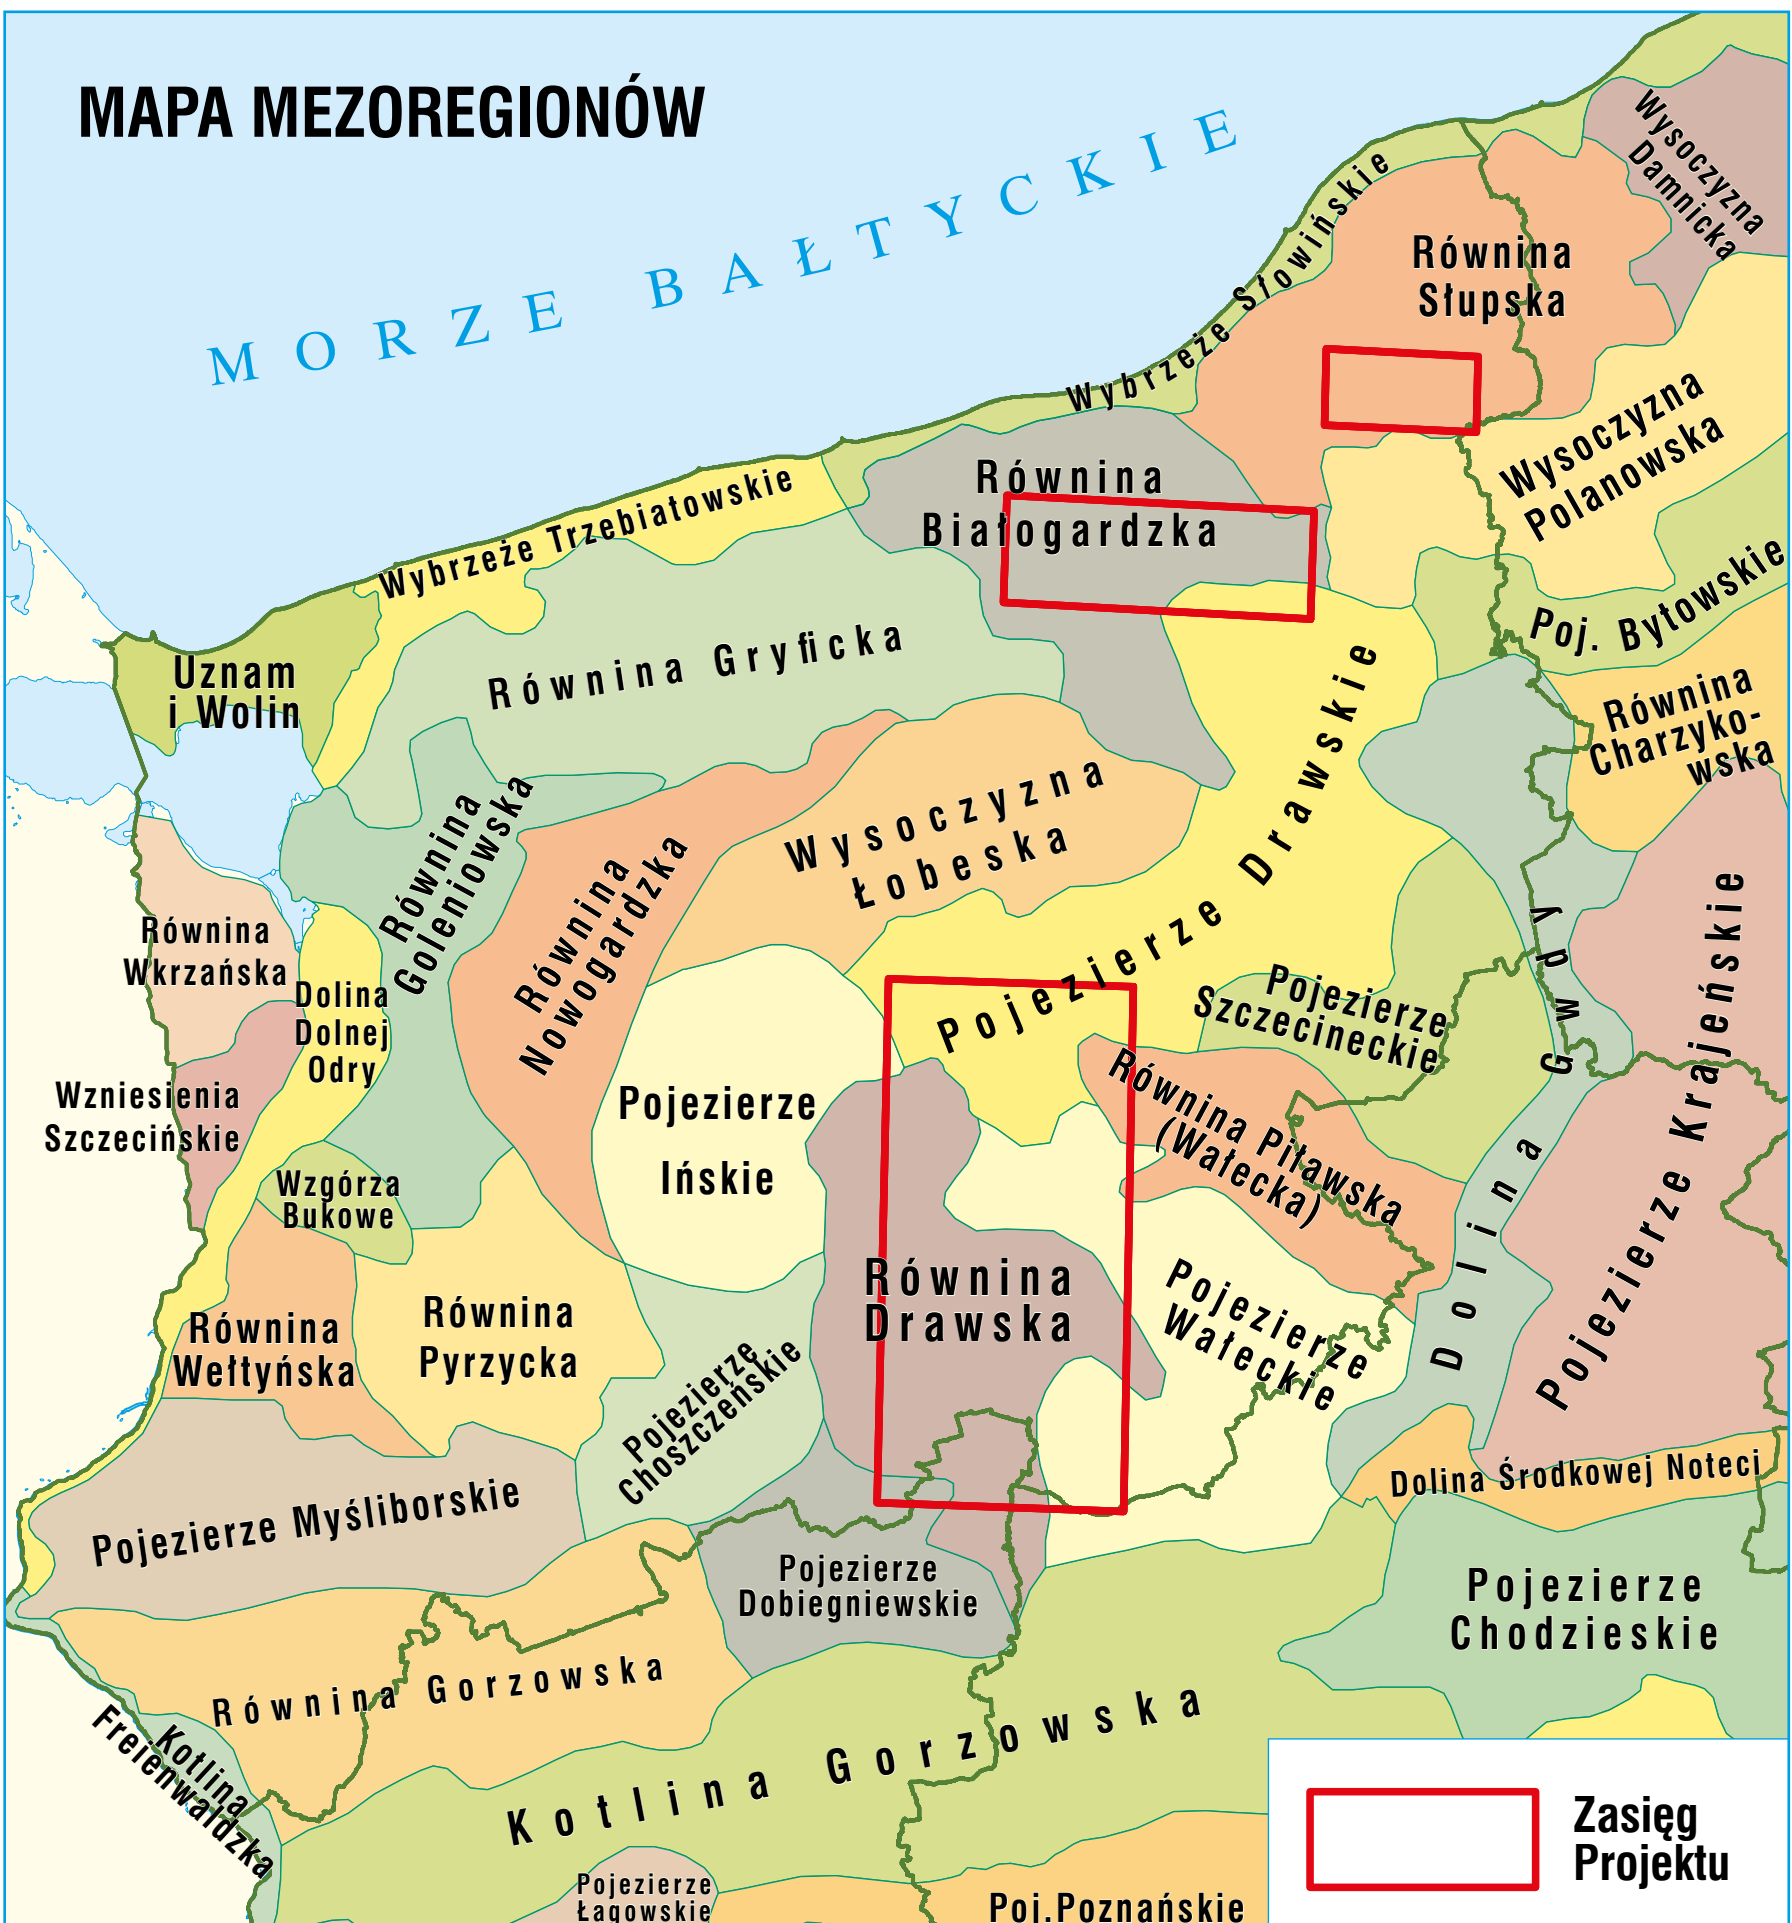 MAPA MEZOREGIONÓW
MORZE BAŁTYCKIE
Wysoczyzna
Damnicka
Wybrzeże Słowińskie
Równina
Słupska
Wysoczyzna
Polanowska
Równina
Białogardzka
Wybrzeże Trzebiatowskie
Poj. Bytowskie
Równina Gryficka
Uznam
i Wolin
Równina
Charzyko-
wska
Pojezierze Drawskie
Wysoczyzna
Łobeska
Równina
Goleniowska
Równina
Nowogardzka
Równina
Wkrzańska
Dolina
Dolnej
Odry
Pojezierze
Szczecineckie
Dolina Gwdy
Pojezierze Krajeńskie
Wzniesienia
Szczecińskie
Pojezierze
Ińskie
Równina Piławska
(Wałecka)
Wzgórza
Bukowe
Równina
Drawska
Pojezierze
Wałeckie
Równina
Wełtyńska
Równina
Pyrzycka
Pojezierze
Choszczeńskie
Dolina Środkowej Noteci
Pojezierze Myśliborskie
Pojezierze
Dobiegniewskie
Pojezierze
Chodzieskie
Równina Gorzowska
Kotlina
Freienwaldzka
Kotlina Gorzowska
Pojezierze
Łagowskie
Poj.Poznańskie
Zasięg
Projektu